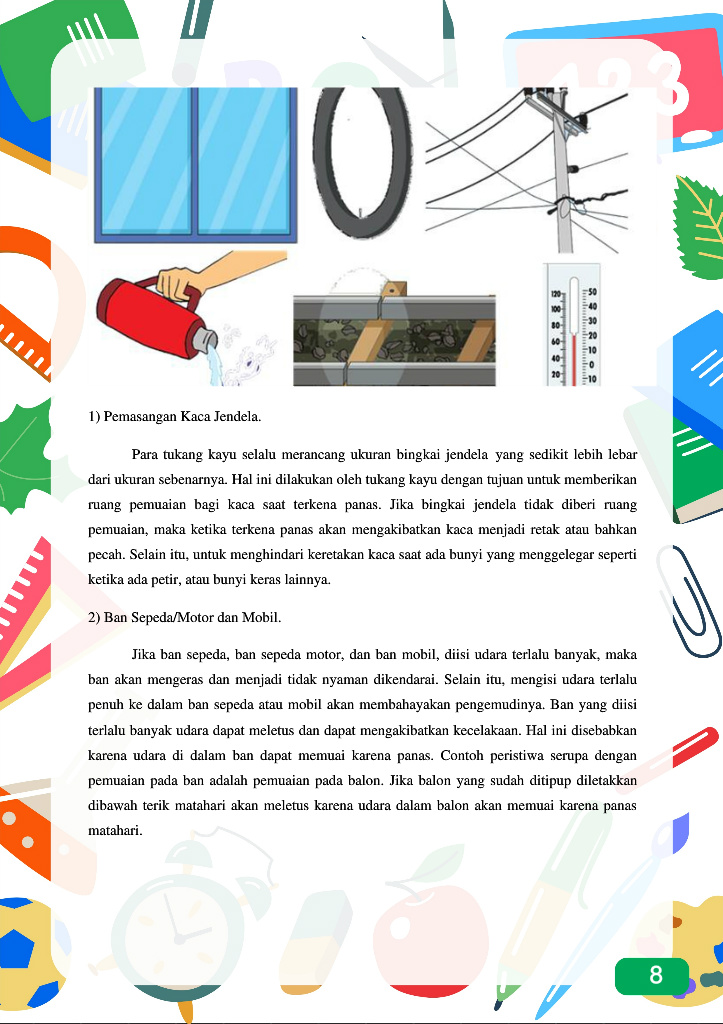 123
120
100
80
60
40
20
50
40
30
20
10
0
10
1) Pemasangan Kaca Jendela.
Para tukang kayu selalu merancang ukuran bingkai jendela yang sedikit lebih lebar
dari ukuran sebenarnya. Hal ini dilakukan oleh tukang kayu dengan tujuan untuk memberikan
ruang pemuaian bagi kaca saat terkena panas. Jika bingkai jendela tidak diberi ruang
pemuaian, maka ketika terkena panas akan mengakibatkan kaca menjadi retak atau bahkan
pecah. Selain itu, untuk menghindari keretakan kaca saat ada bunyi yang menggelegar seperti
ketika ada petir, atau bunyi keras lainnya.
2) Ban Sepeda/Motor dan Mobil.
Jika ban sepeda, ban sepeda motor, dan ban mobil, diisi udara terlalu banyak, maka
ban akan mengeras dan menjadi tidak nyaman dikendarai. Selain itu, mengisi udara terlalu
penuh ke dalam ban sepeda atau mobil akan membahayakan pengemudinya. Ban yang diisi
terlalu banyak udara dapat meletus dan dapat mengakibatkan kecelakaan. Hal ini disebabkan
karena udara di dalam ban dapat memuai karena panas. Contoh peristiwa serupa dengan
pemuaian pada ban adalah pemuaian pada balon. Jika balon yang sudah ditipup diletakkan
dibawah terik matahari akan meletus karena udara dalam balon akan memuai karena panas
matahari.
8